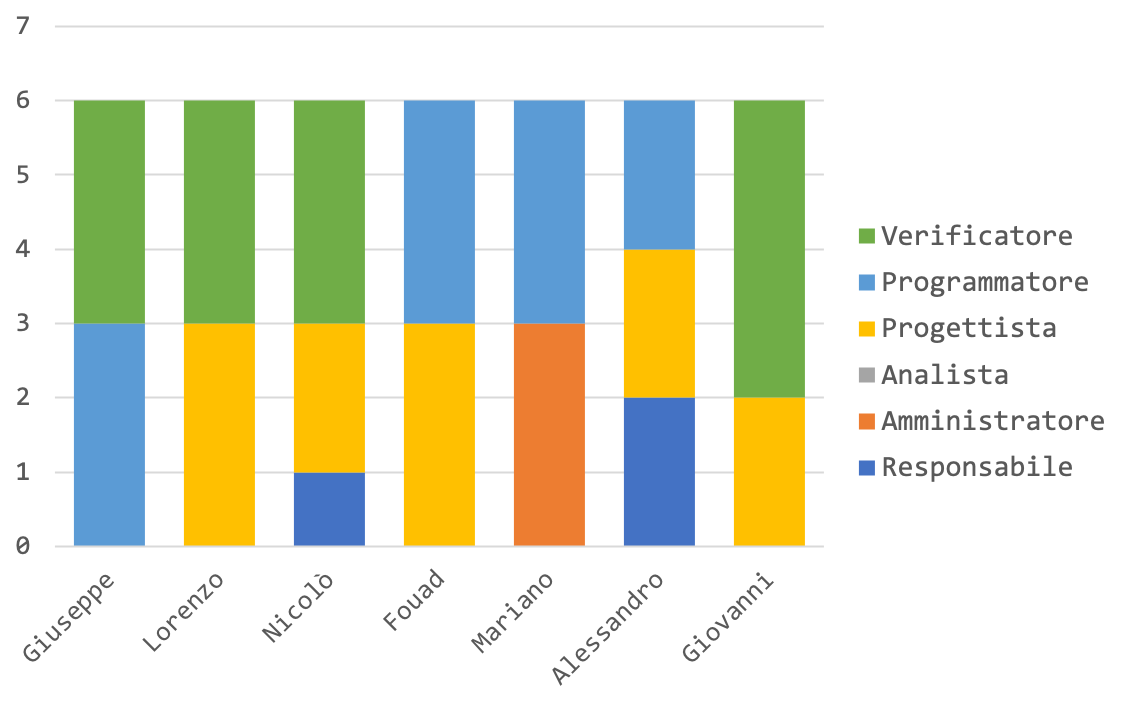 7
6
5
4
3
2
1
0
Giuseppe
Lorenzo
Nicolò
Fouad
Mariano
Alessandro
Giovanni
Verificatore
Programmatore
Progettista
Analista
Amministratore
Responsabile